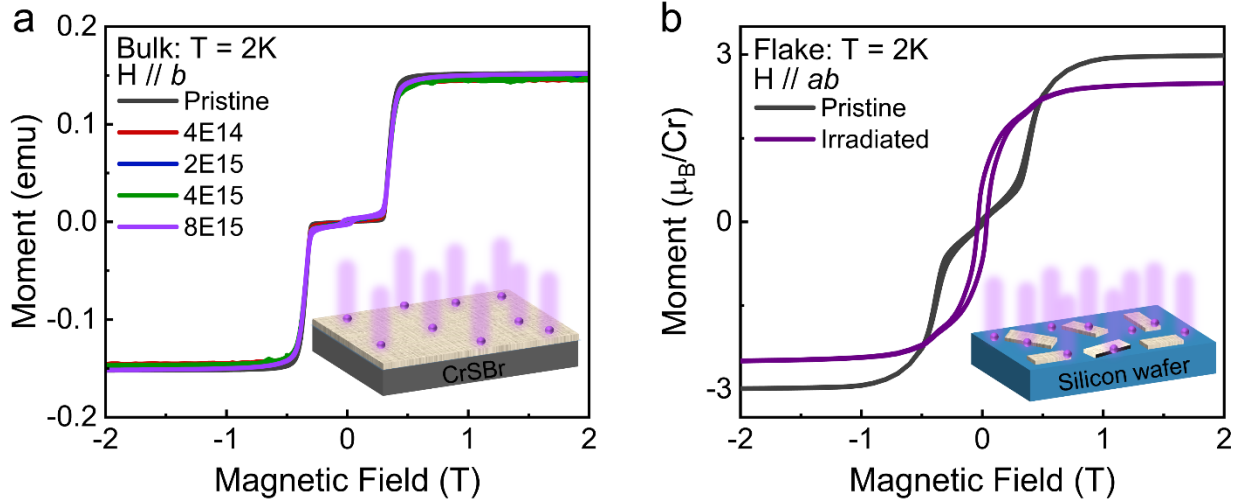 a
0.2
0.1
0.0
-0.1
-0.2
Moment (emu)
Bulk: T = 2K
H // b
Pristine
4E14
2E15
4E15
8E15
CrSBr
-2
-1
0
1
2
Magnetic Field (T)
b
3
0
-3
Moment (μB/Cr)
Flake: T = 2K
H // ab
Pristine
Irradiated
Silicon wafer
-2
-1
0
1
2
Magnetic Field (T)